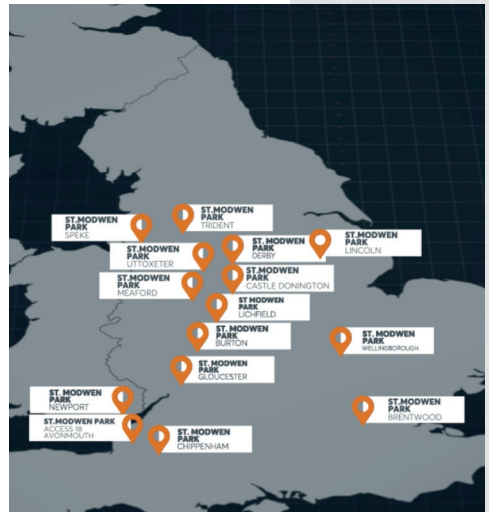 ST.MODWEN
PARK
TRIDENT
ST.MODWEN
PARK
SPEKE
ST. MODWEN
PARK
DERBY
ST.MODWEN
PARK
LINCOLN
ST.MODWEN
PARK
UTTOXETER
ST.MODWEN
PARK
CASTLE DONINGTON
ST.MODWEN
PARK
MEAFORD
ST MODWEN
PARK
LICHFIELD
ST. MODWEN
PARK
BURTON
ST. MODWEN
PARK
WELLINGBOROUGH
ST. MODWEN
PARK
GLOUCESTER
ST. MODWEN
PARK
NEWPORT
ST.MODWEN
PARK
BRENTWOOD
ST.MODWEN PARK
ACCESS 18
AVONMOUTH
ST. MODWEN
PARK
CHIPPENHAM